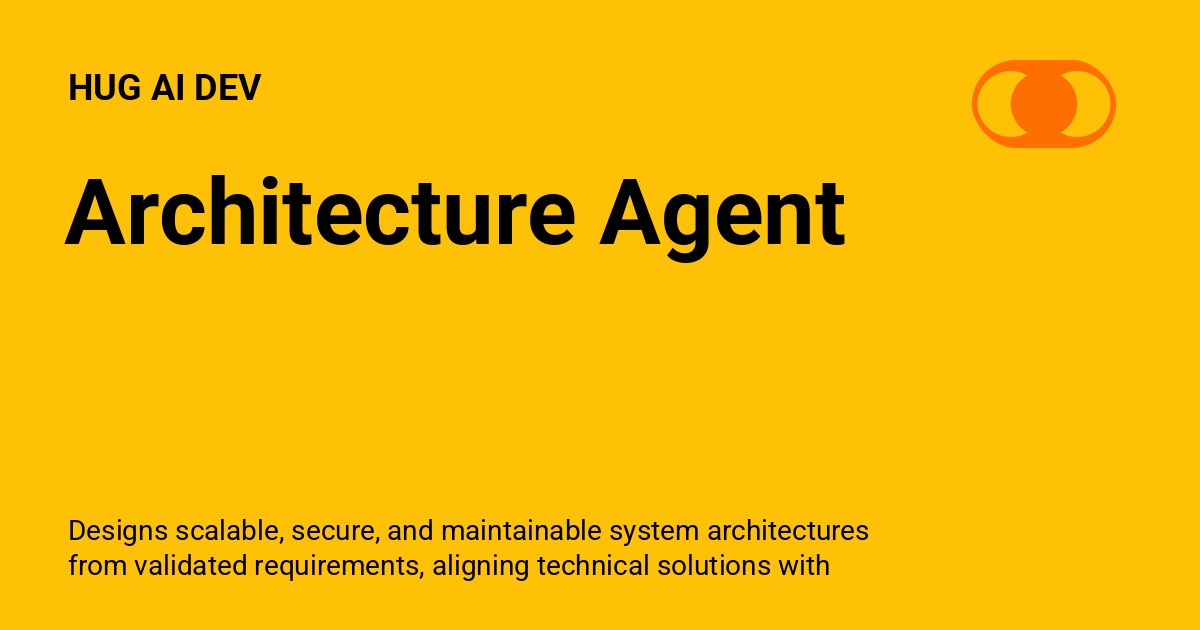 HUG AI DEV
Architecture Agent
Designs scalable, secure, and maintainable system architectures
from validated requirements, aligning technical solutions with